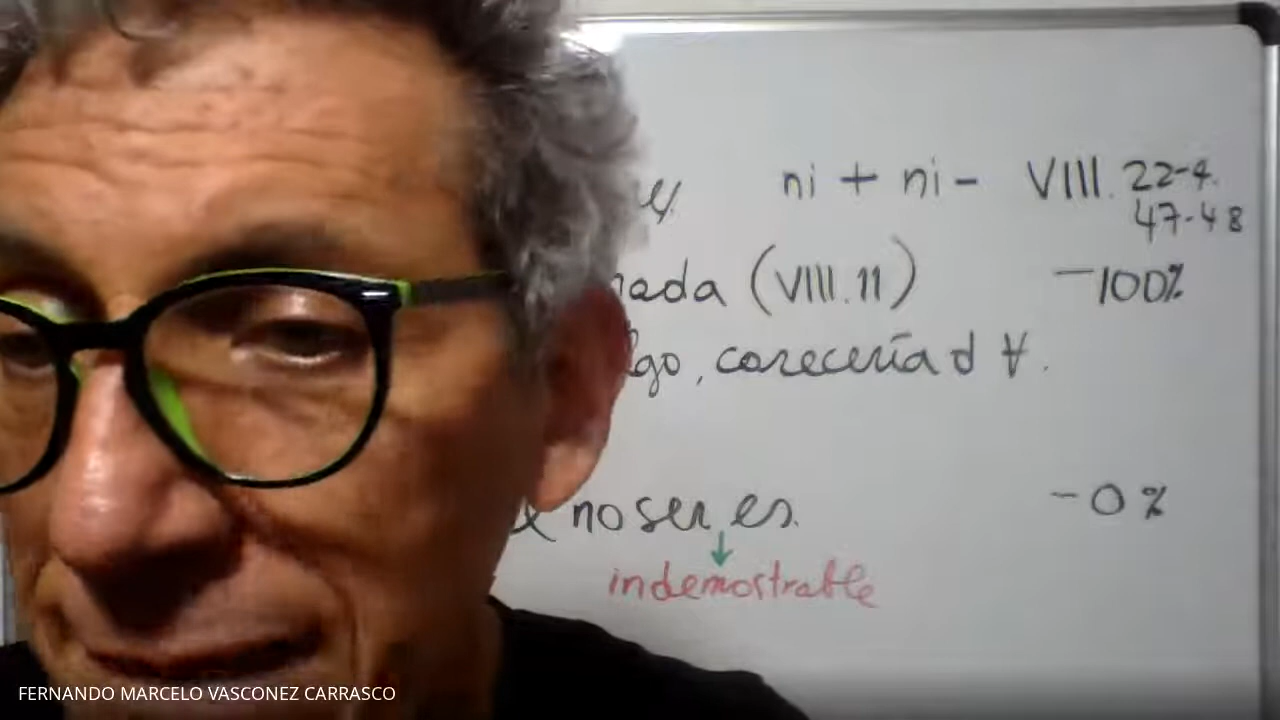 ni + ni - VIII. 22-4.
47-48
nada (VIII.11) -100%
, carecería d ∀.
no ser, es. - 0 %
↓
indemostrable
FERNANDO MARCELO VASCONEZ CARRASCO